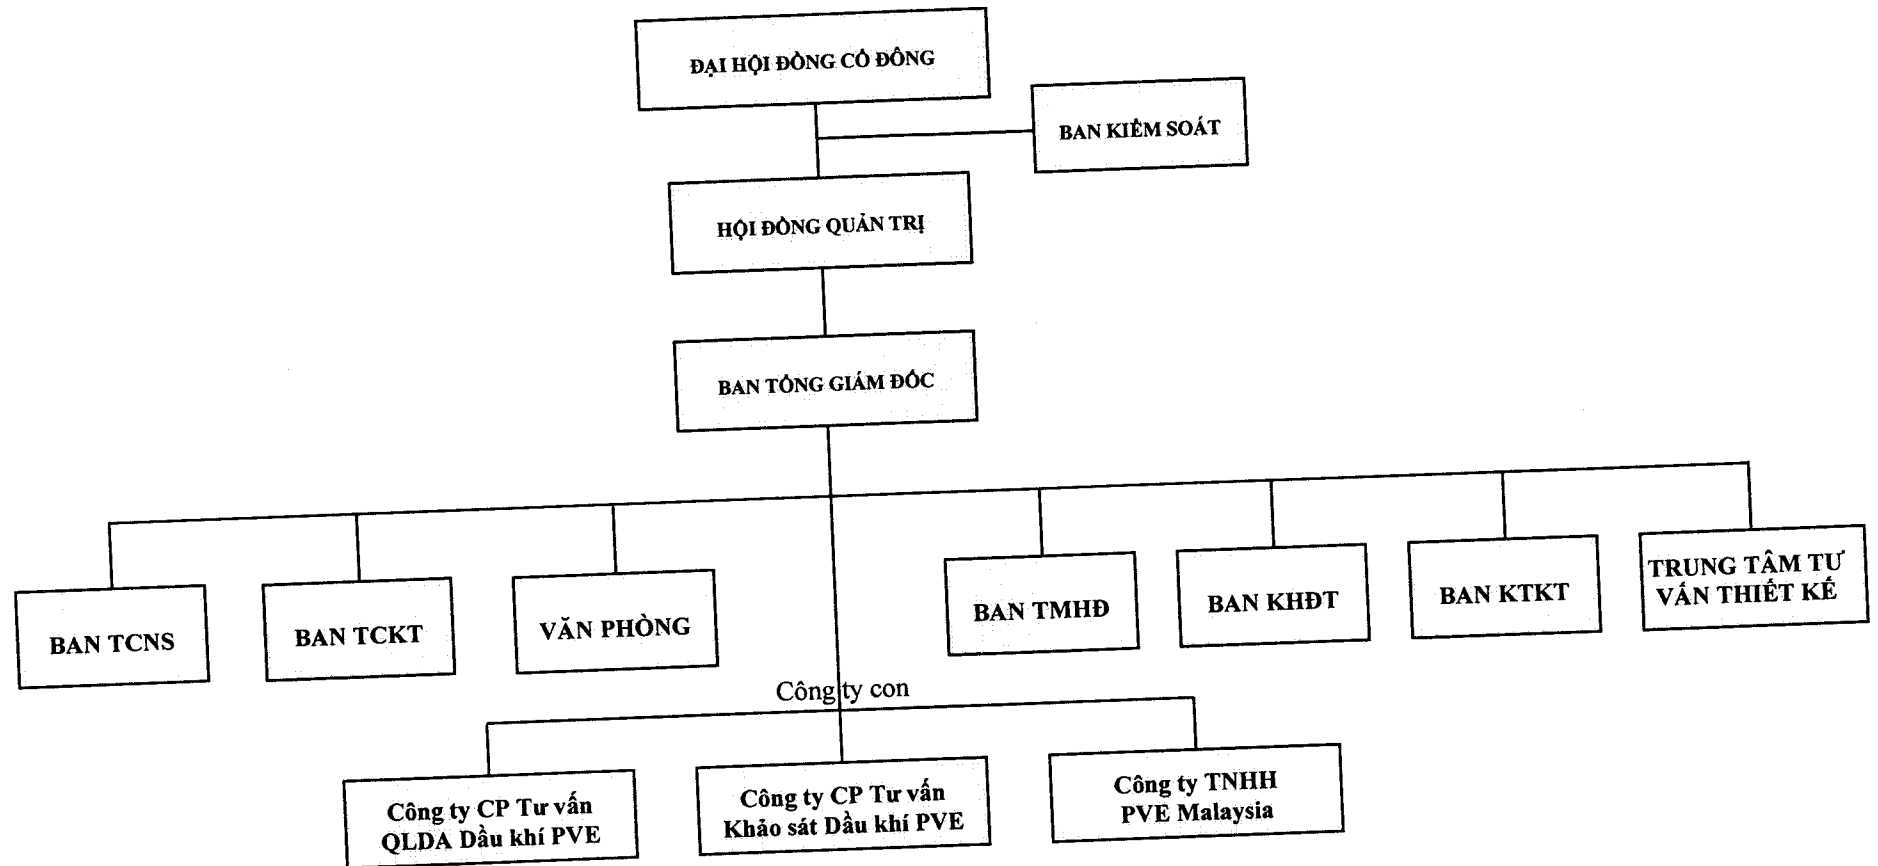 ĐẠI HỘI ĐỒNG CỔ ĐÔNG
BAN KIỂM SOÁT
HỘI ĐỒNG QUẢN TRỊ
BAN TỔNG GIÁM ĐỐC
BAN TCNS
BAN TCKT
VĂN PHÒNG
BAN TMHĐ
BAN KHĐT
BAN KTKT
TRUNG TÂM TƯ
VẤN THIẾT KẾ
Công ty con
Công ty CP Tư vấn
QLDA Dầu khí PVE
Công ty CP Tư vấn
Khảo sát Dầu khí PVE
Công ty TNHH
PVE Malaysia